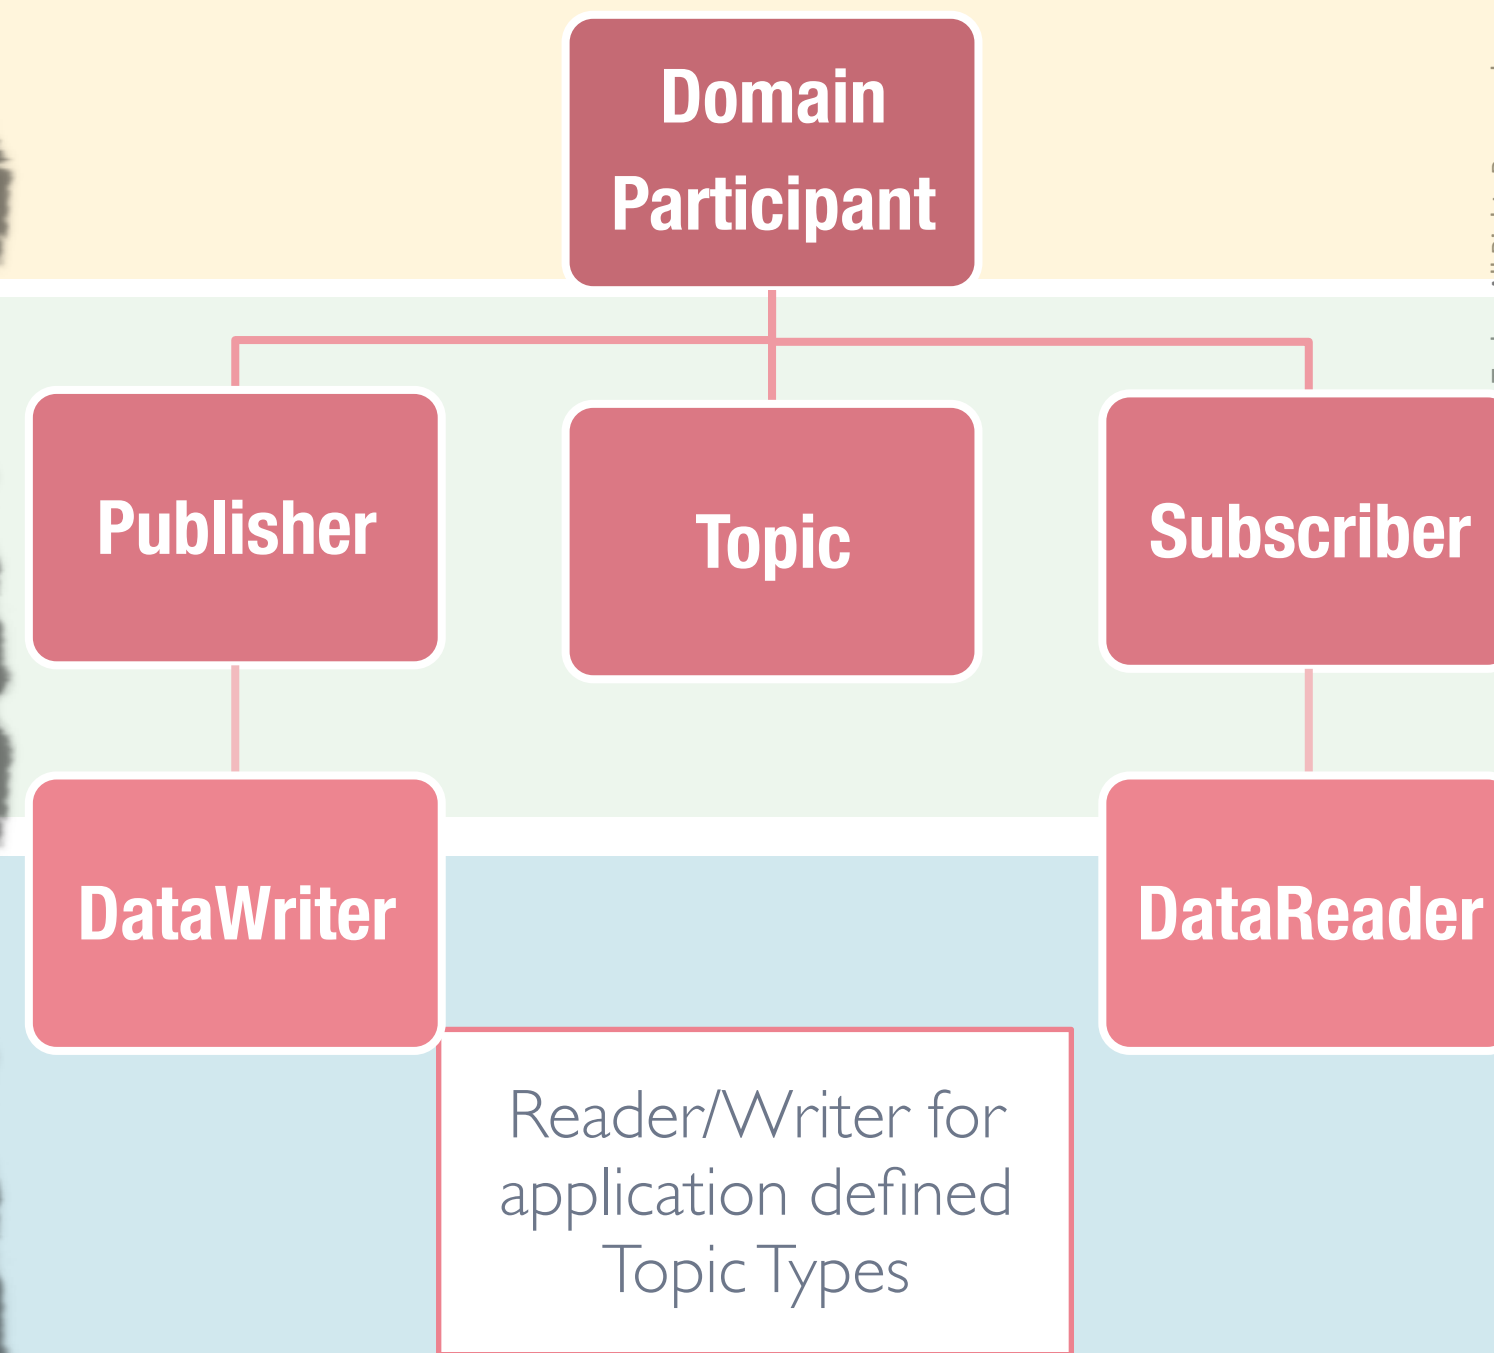 Domain
Participant
Publisher
Topic
Subscriber
DataWriter
DataReader
Reader/Writer for
application defined
Topic Types